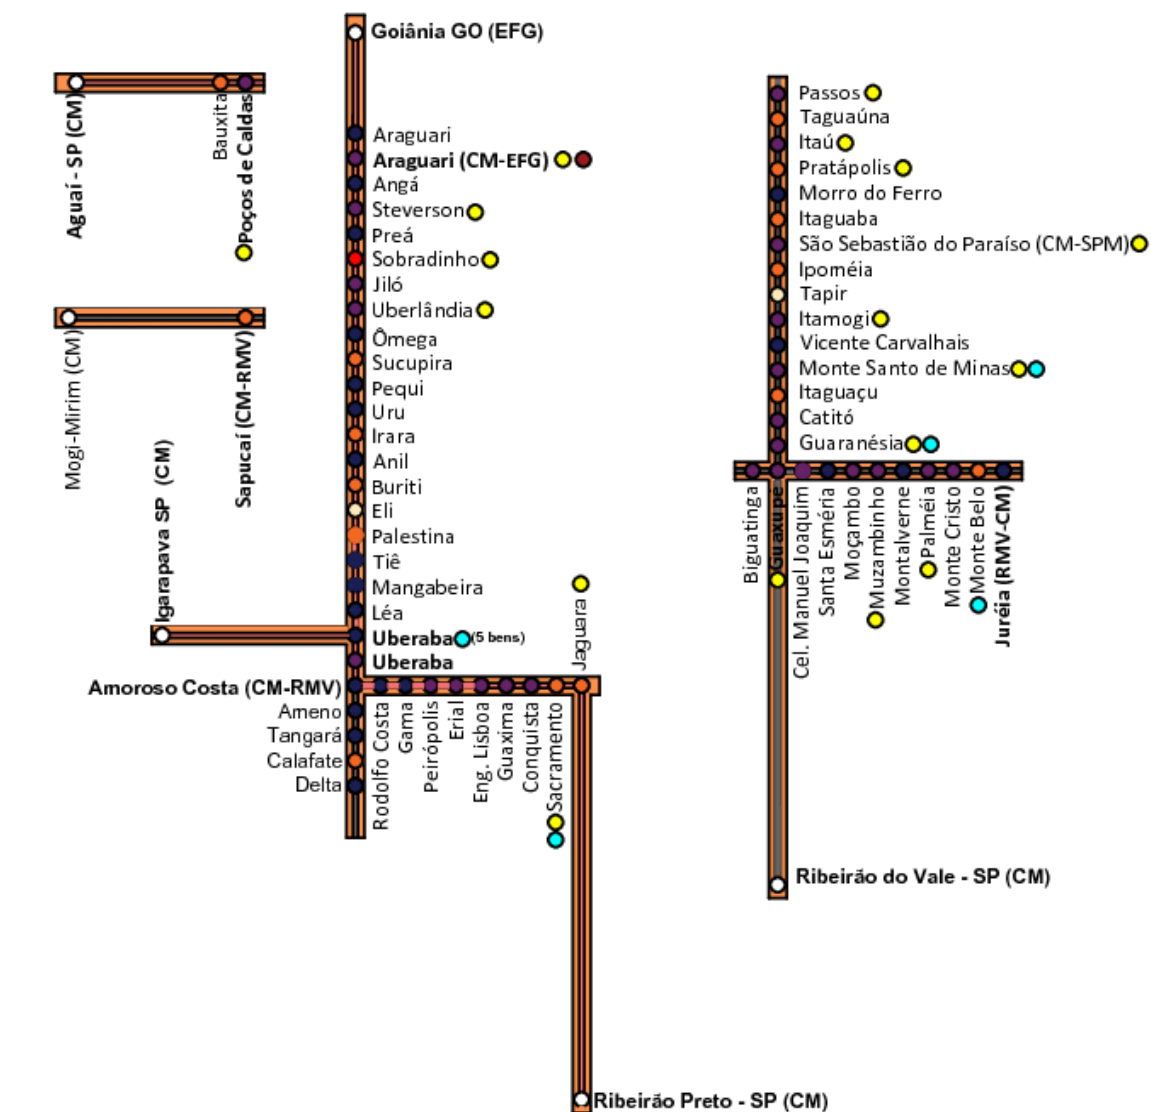 Goiânia GO (EFG)
Aguaí - SP (CM)
Bauxita
Poços de Caldas
Mogi-Mirim (CM)
Sapucaí (CM-RMV)
Igarapava SP (CM)
Araguari
Araguari (CM-EFG)
Angá
Steverson
Preá
Sobradinho
Jiló
Uberlândia
Ômega
Sucupira
Pequi
Uru
Irara
Anil
Buriti
Eli
Palestina
Tiê
Mangabeira
Léa
Uberaba (5 bens)
Uberaba
Amoroso Costa (CM-RMV)
Ameno
Tangará
Calafate
Delta
Rodolfo Costa
Gama
Peirópolis
Erial
Eng. Lisboa
Guaxima
Conquista
Sacramento
Jaguara
Ribeirão Preto - SP (CM)
Passos
Taguaúna
Itaú
Pratápolis
Morro do Ferro
Itaguaba
São Sebastião do Paraíso (CM-SPM)
Ipoméia
Tapir
Itamogi
Vicente Carvalhais
Monte Santo de Minas
Itaguaçu
Catitó
Guaranésia
Biguatinga
Guaxupe
Cel. Manuel Joaquim
Santa Esméria
Moçambo
Muzambinho
Montalverne
Palméia
Monte Cristo
Monte Belo
Juréia (RMV-CM)
Ribeirão do Vale - SP (CM)